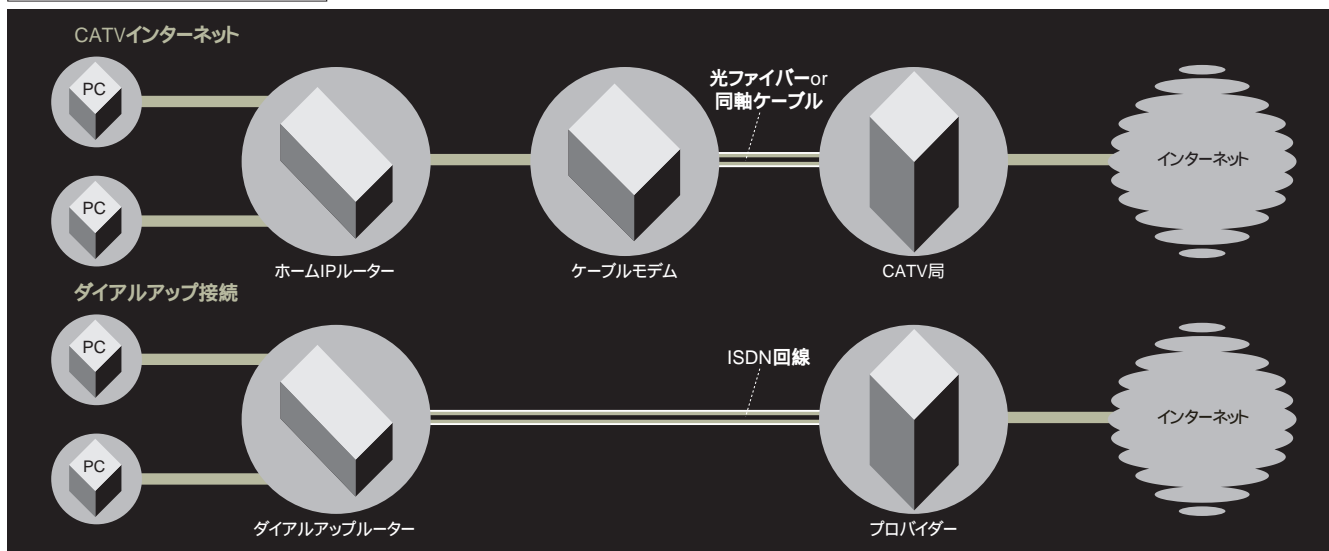 CATVインターネット
PC
PC
光ファイバーor
同軸ケーブル
インターネット
ホームIPルーター
ケーブルモデム
CATV局
ダイアルアップ接続
PC
PC
ISDN回線
インターネット
ダイアルアップルーター
プロバイダー